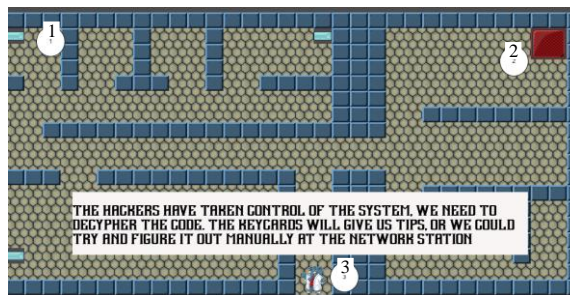 1
2
THE HACKERS HAVE TAKEN CONTROL OF THE SYSTEM, WE NEED TO
DECYPHER THE CODE. THE KEYCARDS WILL GIVE US TIPS, OR WE COULD
TRY AND FIGURE IT OUT MANUALLY AT THE NETWORK STATION
3